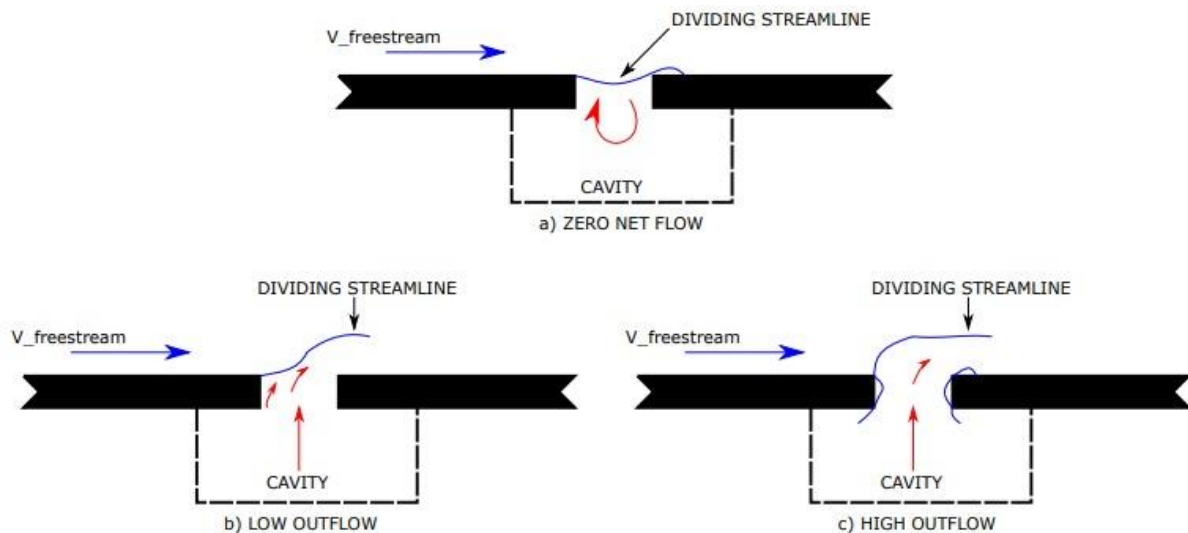 DIVIDING STREAMLINE
V_freestream
CAVITY
a) ZERO NET FLOW
DIVIDING STREAMLINE
V_freestream
CAVITY
b) LOW OUTFLOW
DIVIDING STREAMLINE
V_freestream
CAVITY
c) HIGH OUTFLOW